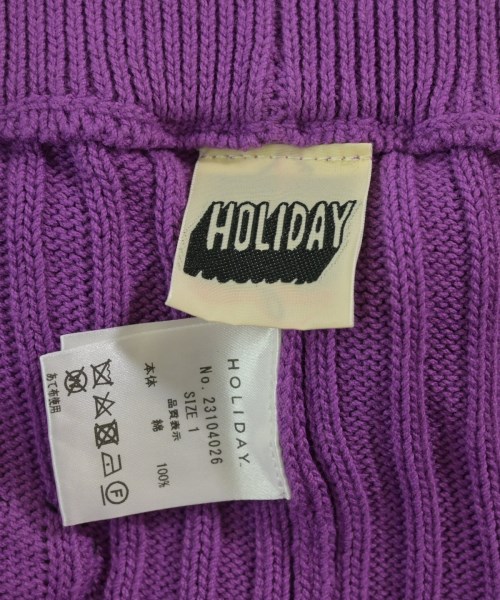 HOLIDAY
HOLIDAY.
No. 23104026
SIZE 1
品質表示
本体 綿 100%
F
あて布使用